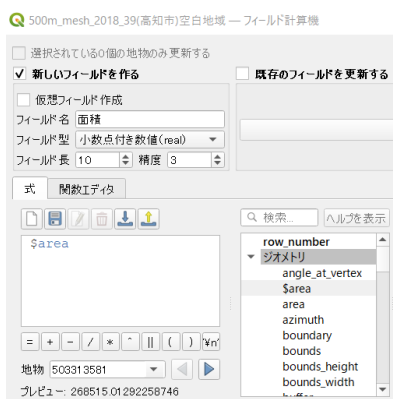 500m_mesh_2018_39(高知市)空白地域 — フィールド計算機
選択されている0個の地物のみ更新する
新しいフィールドを作る
既存のフィールドを更新する
仮想フィールド作成
フィールド名 面積
フィールド型 小数点付き数値(real)
フィールド長 10 精度 3
式 関数エディタ
検索... ヘルプを表示
$area
row_number
ジオメトリ
angle_at_vertex
$area
area
azimuth
boundary
bounds
bounds_height
bounds_width
= + - / * ^ || ( ) '¥n'
地物 503313581
プレビュー: 268515.01292258746